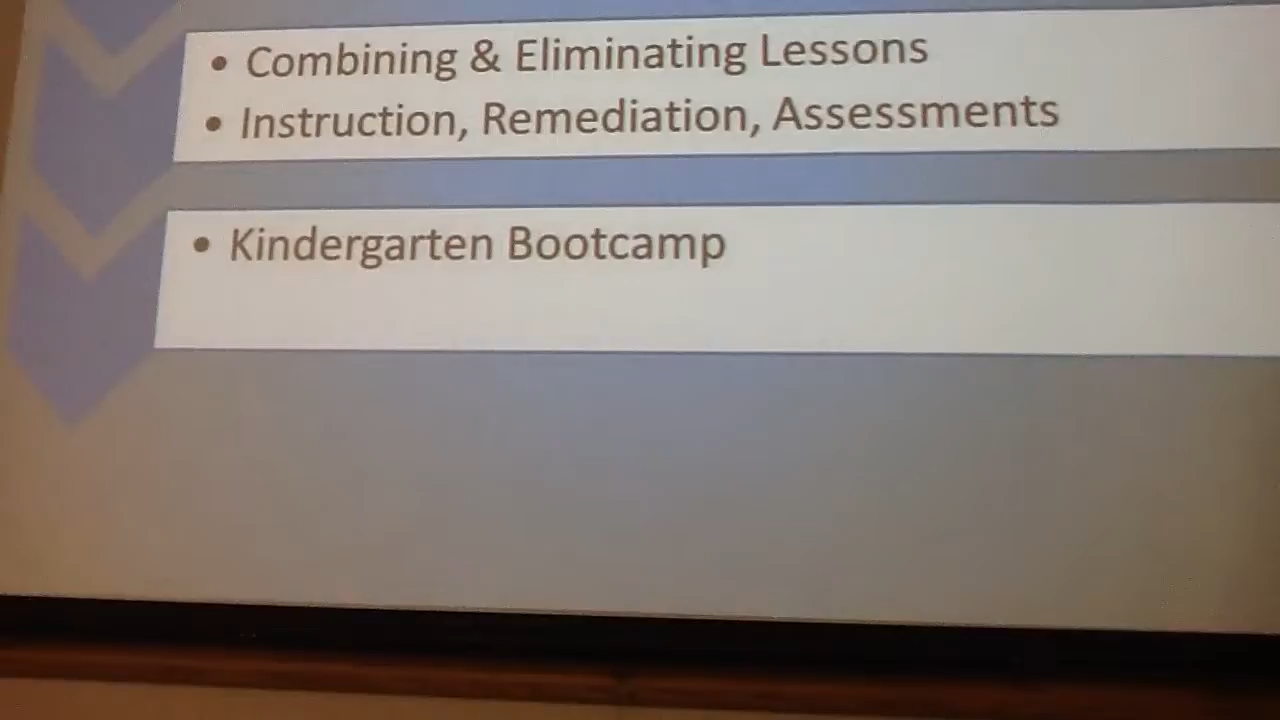 • Combining & Eliminating Lessons
• Instruction, Remediation, Assessments
• Kindergarten Bootcamp